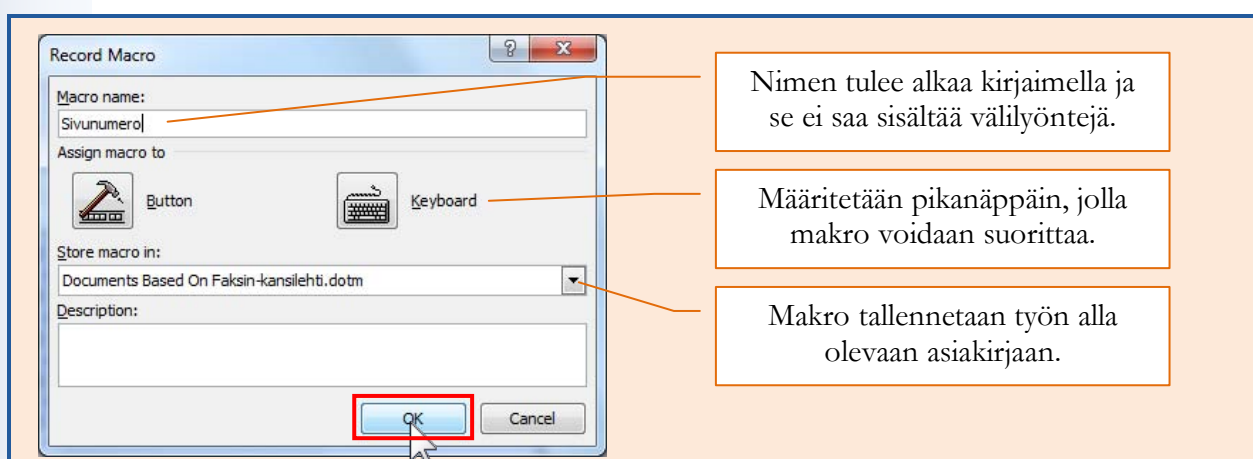 Record Macro
Macro name:
Sivunumero
Assign macro to
Button
Keyboard
Store macro in:
Documents Based On Faksin-kansilehti.dotm
Description:
OK
Cancel
Nimen tulee alkaa kirjaimella ja
se ei saa sisältää välilyöntejä.
Määritetään pikanäppäin, jolla
makro voidaan suorittaa.
Makro tallennetaan työn alla
olevaan asiakirjaan.